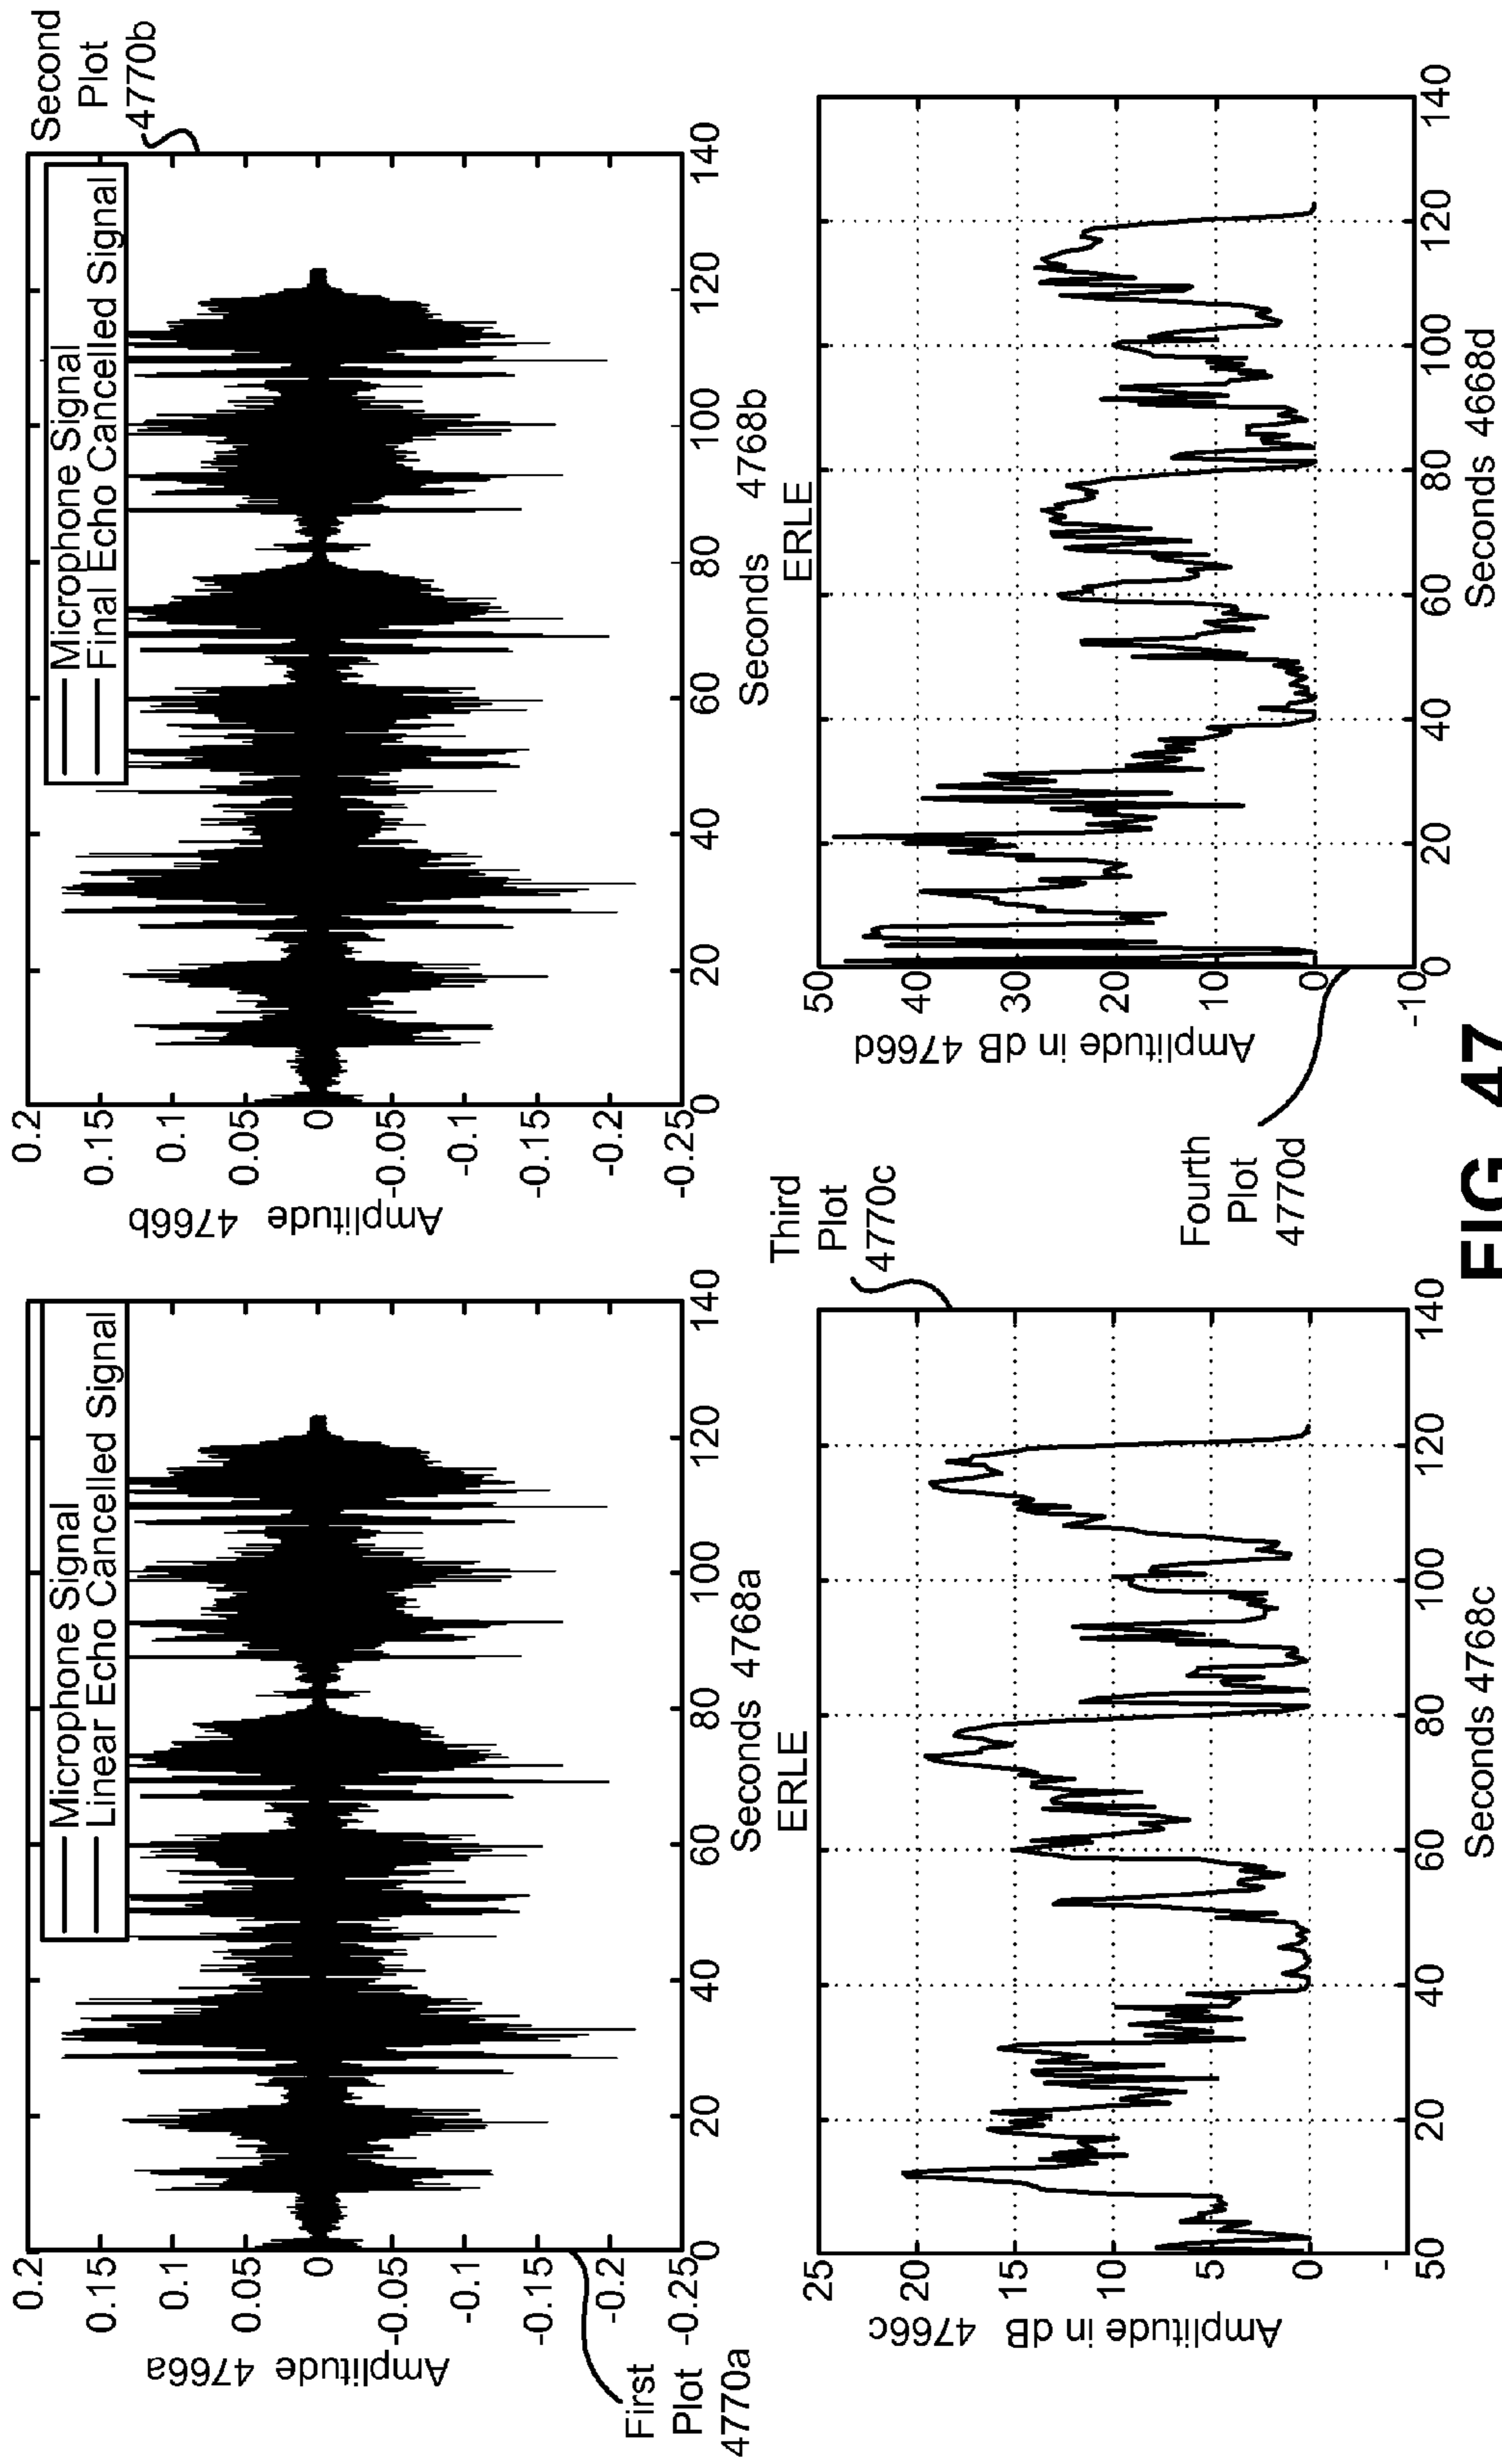 0.2
0.15
0.1
0.05
0
-0.05
-0.1
-0.15
-0.2
-0.25
Amplitude 4766a
Microphone Signal
Linear Echo Cancelled Signal
0 20 40 60 80 100 120 140
Seconds 4768a
First
Plot
4770a
0.2
0.15
0.1
0.05
0
-0.05
-0.1
-0.15
-0.2
-0.25
Amplitude 4766b
Microphone Signal
Final Echo Cancelled Signal
0 20 40 60 80 100 120 140
Seconds 4768b
Second
Plot
4770b
ERLE
25
20
15
10
5
0
-
Amplitude in dB 4766c
50 20 40 60 80 100 120 140
Seconds 4768c
Third
Plot
4770c
ERLE
50
40
30
20
10
0
-10
Amplitude in dB 4766d
0 20 40 60 80 100 120 140
Seconds 4668d
Fourth
Plot
4770d
FIG. 47